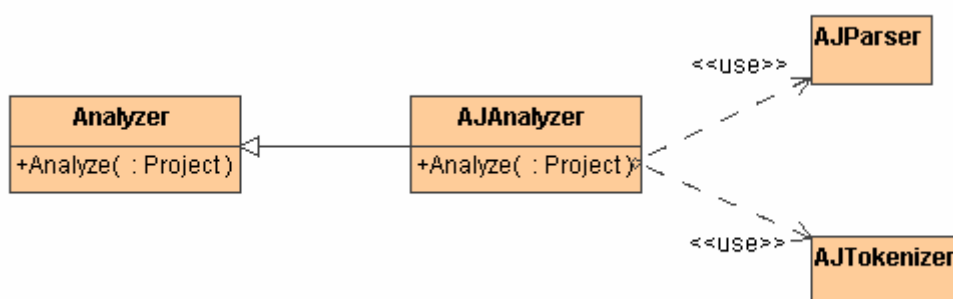 AJParser
<<use>>
Analyzer
AJAnalyzer
+Analyze( : Project )
+Analyze( : Project )
<<use>>
AJTokenizer